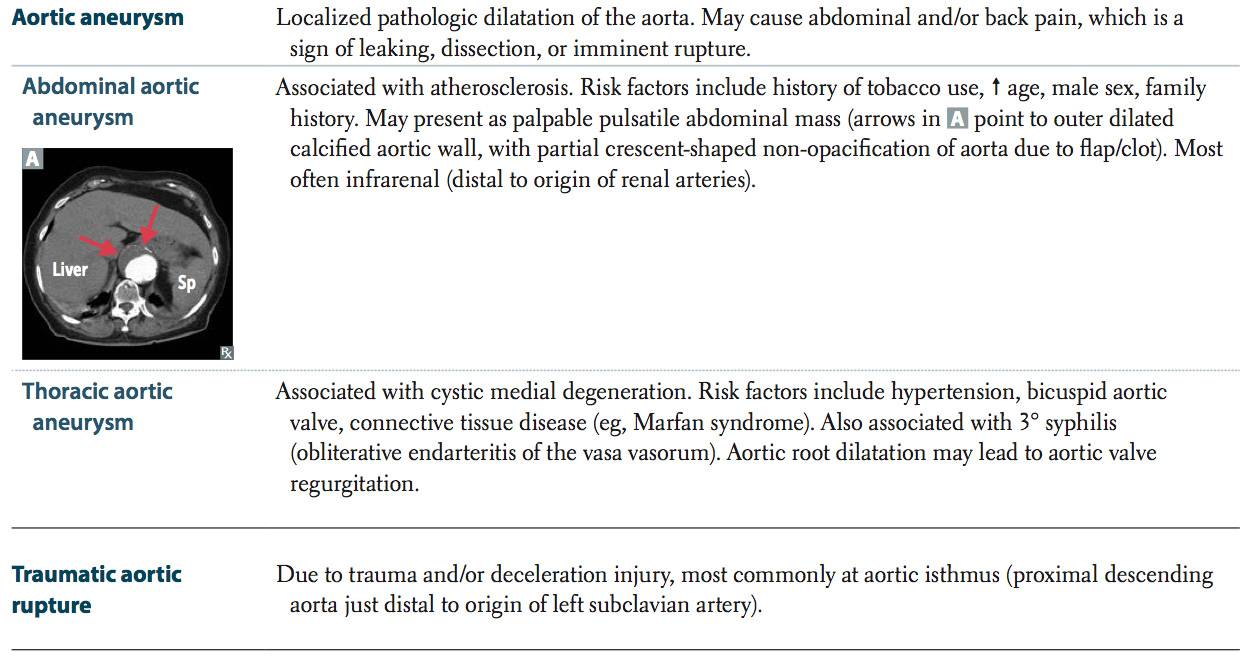 Aortic aneurysm
Localized pathologic dilatation of the aorta. May cause abdominal and/or back pain, which is a
sign of leaking, dissection, or imminent rupture.
Abdominal aortic
aneurysm
Associated with atherosclerosis. Risk factors include history of tobacco use, ↑ age, male sex, family
history. May present as palpable pulsatile abdominal mass (arrows in A point to outer dilated
calcified aortic wall, with partial crescent-shaped non-opacification of aorta due to flap/clot). Most
often infrarenal (distal to origin of renal arteries).
A
Liver
Sp
Rx
Thoracic aortic
aneurysm
Associated with cystic medial degeneration. Risk factors include hypertension, bicuspid aortic
valve, connective tissue disease (eg, Marfan syndrome). Also associated with 3° syphilis
(obliterative endarteritis of the vasa vasorum). Aortic root dilatation may lead to aortic valve
regurgitation.
Traumatic aortic
rupture
Due to trauma and/or deceleration injury, most commonly at aortic isthmus (proximal descending
aorta just distal to origin of left subclavian artery).